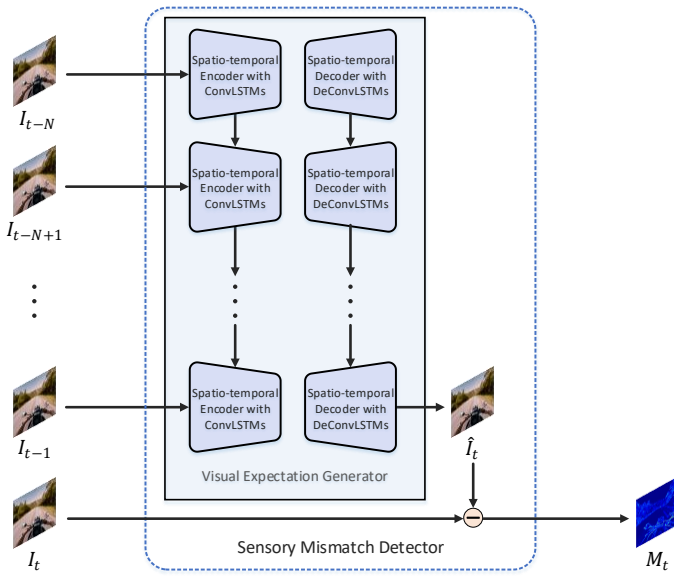 Spatio-temporal
Encoder with
ConvLSTMs
Spatio-temporal
Decoder with
DeConvLSTMs
I_{t-N}
Spatio-temporal
Encoder with
ConvLSTMs
Spatio-temporal
Decoder with
DeConvLSTMs
I_{t-N+1}
Spatio-temporal
Encoder with
ConvLSTMs
Spatio-temporal
Decoder with
DeConvLSTMs
I_{t-1}
Î_t
Visual Expectation Generator
I_t
Sensory Mismatch Detector
M_t